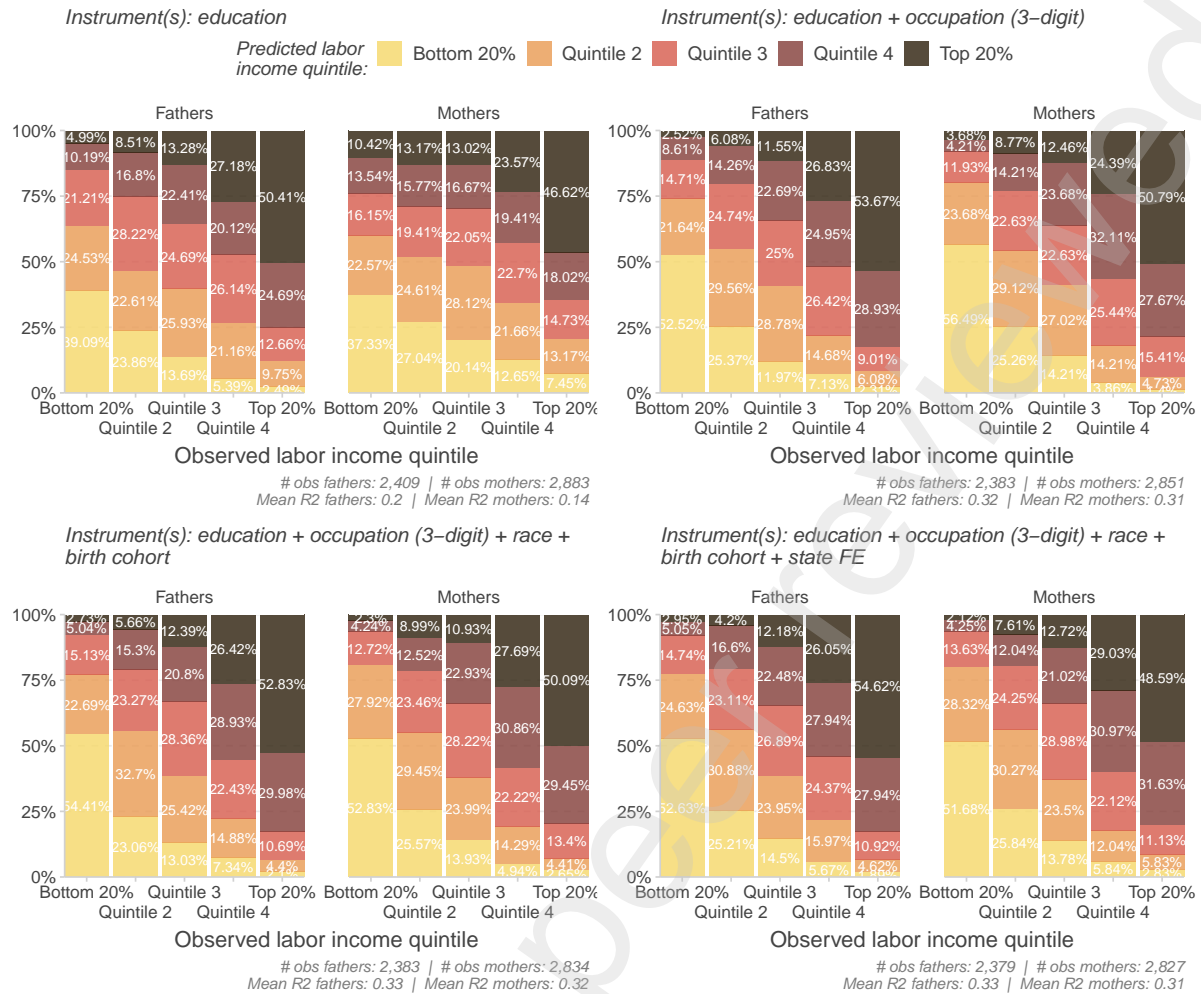 Instrument(s): education
Instrument(s): education + occupation (3−digit)
Predicted labor
income quintile:
Bottom 20% Quintile 2 Quintile 3 Quintile 4 Top 20%
Fathers
100%
75%
50%
25%
0%
4.99% 8.51% 13.28% 27.18% 50.41%
10.19% 16.8% 22.41% 20.12% 24.69%
21.21% 28.22% 24.69% 26.14% 12.66%
24.53% 22.61% 25.93% 21.16% 9.75%
39.09% 23.86% 13.69% 5.39% 2.49%
Bottom 20% Quintile 3 Top 20%
Quintile 2 Quintile 4
Mothers
10.42% 13.17% 13.02% 23.57% 46.62%
13.54% 15.77% 16.67% 19.41% 18.02%
16.15% 19.41% 22.05% 22.7% 14.73%
22.57% 24.61% 28.12% 21.66% 13.17%
37.33% 27.04% 20.14% 12.65% 7.45%
Bottom 20% Quintile 3 Top 20%
Quintile 2 Quintile 4
Observed labor income quintile
# obs fathers: 2,409 | # obs mothers: 2,883
Mean R2 fathers: 0.2 | Mean R2 mothers: 0.14
Fathers
100%
75%
50%
25%
0%
2.52% 6.08% 11.55% 26.83% 53.67%
8.61% 14.26% 22.69% 24.95% 28.93%
14.71% 24.74% 25% 26.42% 9.01%
21.64% 29.56% 28.78% 14.68% 6.08%
52.52% 25.37% 11.97% 7.13% 2.31%
Bottom 20% Quintile 3 Top 20%
Quintile 2 Quintile 4
Mothers
3.68% 8.77% 12.46% 24.39% 50.79%
4.21% 14.21% 23.68% 32.11% 27.67%
11.93% 22.63% 22.63% 25.44% 15.41%
23.68% 29.12% 27.02% 14.21% 4.73%
56.49% 25.26% 14.21% 3.86%
Bottom 20% Quintile 3 Top 20%
Quintile 2 Quintile 4
Observed labor income quintile
# obs fathers: 2,383 | # obs mothers: 2,851
Mean R2 fathers: 0.32 | Mean R2 mothers: 0.31
Instrument(s): education + occupation (3−digit) + race +
birth cohort
Fathers
100%
75%
50%
25%
0%
2.73% 5.66% 12.39% 26.42% 52.83%
5.04% 15.3% 20.8% 28.93% 29.98%
15.13% 23.27% 28.36% 22.43% 10.69%
22.69% 32.7% 25.42% 14.88% 4.4%
54.41% 23.06% 13.03% 7.34%
Bottom 20% Quintile 3 Top 20%
Quintile 2 Quintile 4
Mothers
8.99% 10.93% 27.69% 50.09%
4.24% 12.52% 22.93% 30.86% 29.45%
12.72% 23.46% 28.22% 22.22% 13.4%
27.92% 29.45% 23.99% 14.29% 4.41%
52.83% 25.57% 13.93% 4.94% 2.65%
Bottom 20% Quintile 3 Top 20%
Quintile 2 Quintile 4
Observed labor income quintile
# obs fathers: 2,383 | # obs mothers: 2,834
Mean R2 fathers: 0.33 | Mean R2 mothers: 0.32
Instrument(s): education + occupation (3−digit) + race +
birth cohort + state FE
Fathers
100%
75%
50%
25%
0%
2.95% 4.2% 12.18% 26.05% 54.62%
5.05% 16.6% 22.48% 27.94% 27.94%
14.74% 23.11% 26.89% 24.37% 10.92%
24.63% 30.88% 23.95% 15.97% 4.62%
52.63% 25.21% 14.5% 5.67%
Bottom 20% Quintile 3 Top 20%
Quintile 2 Quintile 4
Mothers
2.12% 7.61% 12.72% 29.03% 48.59%
4.25% 12.04% 21.02% 30.97% 31.63%
13.63% 24.25% 28.98% 22.12% 11.13%
28.32% 30.27% 23.5% 12.04% 5.83%
51.68% 25.84% 13.78% 5.84% 2.83%
Bottom 20% Quintile 3 Top 20%
Quintile 2 Quintile 4
Observed labor income quintile
# obs fathers: 2,379 | # obs mothers: 2,827
Mean R2 fathers: 0.33 | Mean R2 mothers: 0.31
peer reviewed